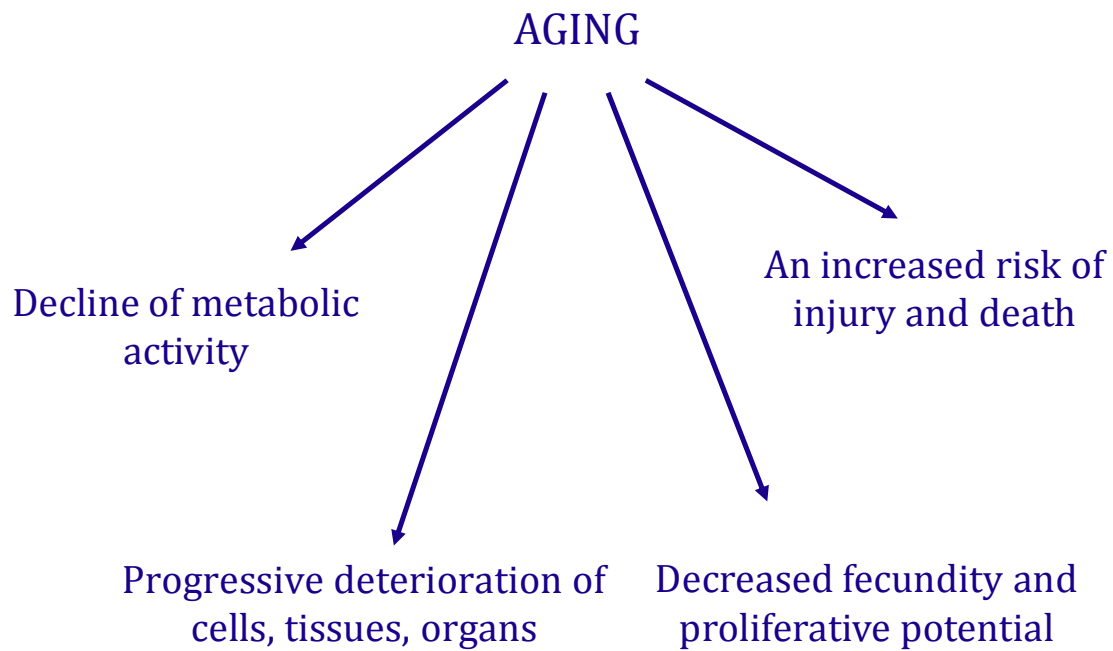 AGING
Decline of metabolic
activity
An increased risk of
injury and death
Progressive deterioration of
cells, tissues, organs
Decreased fecundity and
proliferative potential